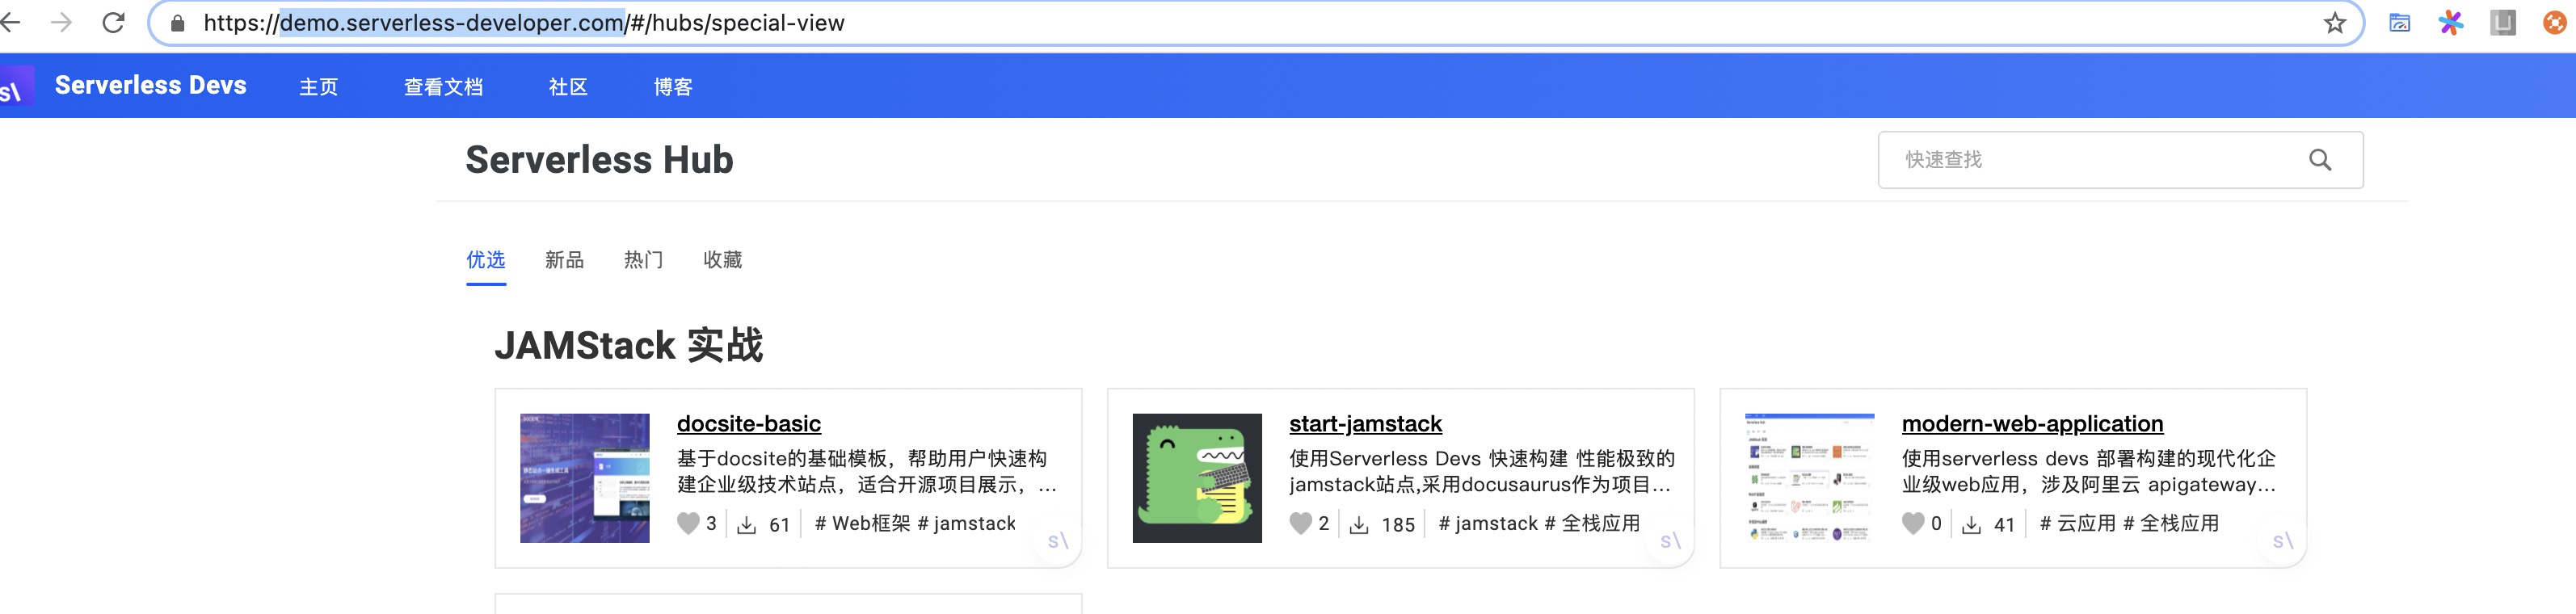 https://demo.serverless-developer.com/#/hubs/special-view
s\ Serverless Devs 主页 查看文档 社区 博客
Serverless Hub 快速查找
优选 新品 热门 收藏
JAMStack 实战
docsite-basic
基于docsite的基础模板，帮助用户快速构
建企业级技术站点，适合开源项目展示，...
3 61 # Web框架 # jamstack
s\
start-jamstack
使用Serverless Devs 快速构建 性能极致的
jamstack站点,采用docusaurus作为项目...
2 185 # jamstack # 全栈应用
s\
modern-web-application
使用serverless devs 部署构建的现代化企
业级web应用，涉及阿里云 apigateway...
0 41 # 云应用 # 全栈应用
s\